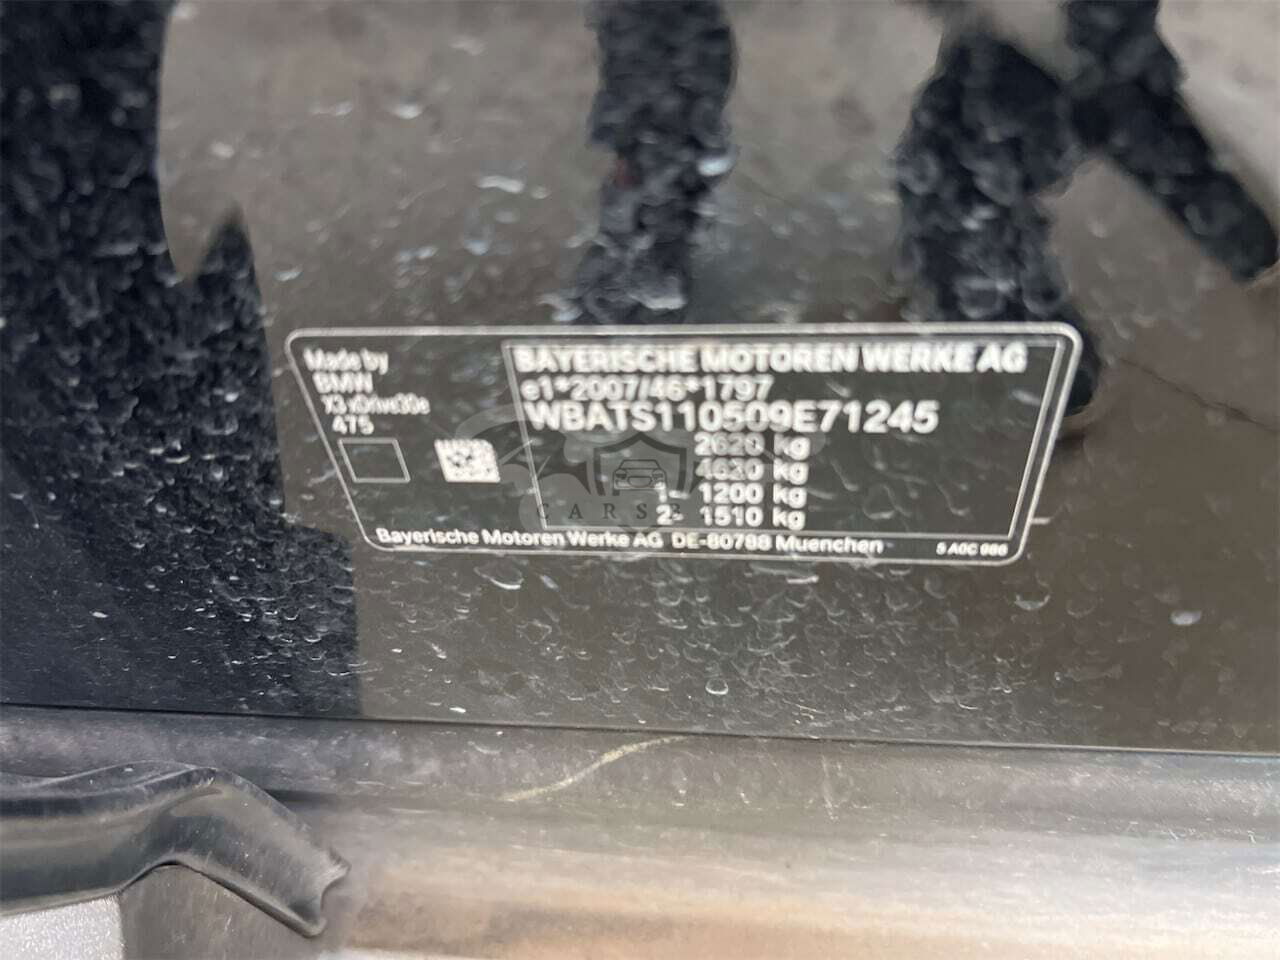 Made by
BMW
X3 xDrive30e
475
BAYERISCHE MOTOREN WERKE AG
e1*2007/46*1797
WBATS110509E71245
2620 kg
4630 kg
1- 1200 kg
2- 1510 kg
Bayerische Motoren Werke AG DE-80788 Muenchen
5 A0C 986